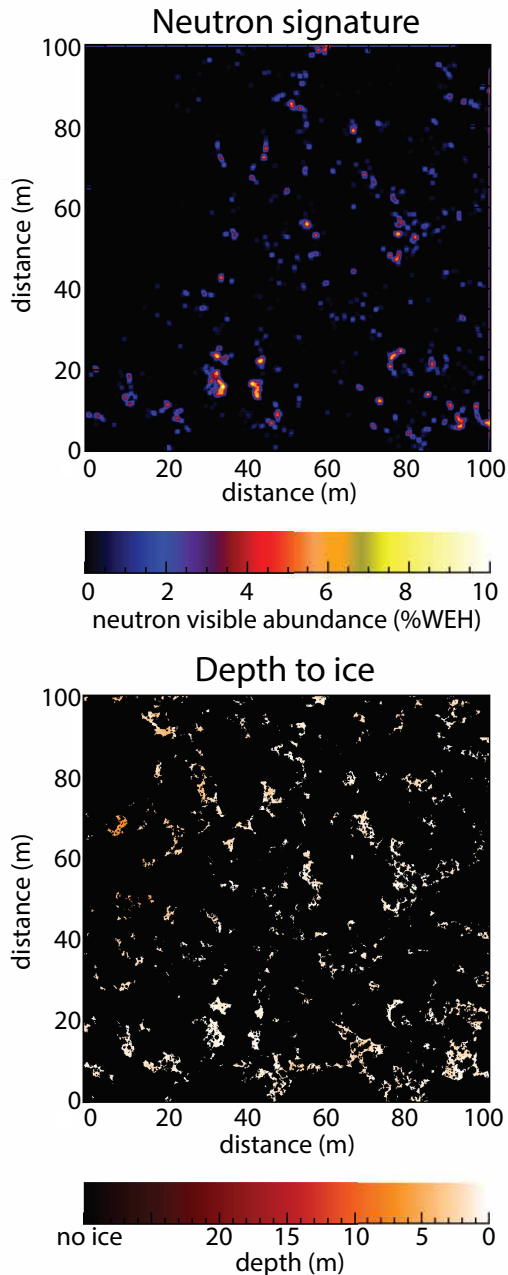 Neutron signature
100
80
60
40
20
0
distance (m)
0 20 40 60 80 100
distance (m)
0 2 4 6 8 10
neutron visible abundance (%WEH)
Depth to ice
100
80
60
40
20
0
distance (m)
0 20 40 60 80 100
distance (m)
no ice 20 15 10 5 0
depth (m)